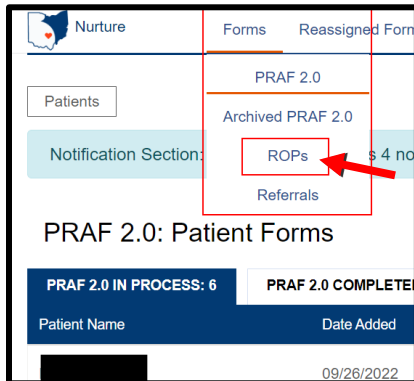 Nurture
Forms
Reassigned Form
PRAF 2.0
Patients
Archived PRAF 2.0
Notification Section:
ROPs
s 4 no
Referrals
PRAF 2.0: Patient Forms
PRAF 2.0 IN PROCESS: 6
PRAF 2.0 COMPLETE
Patient Name
Date Added
09/26/2022